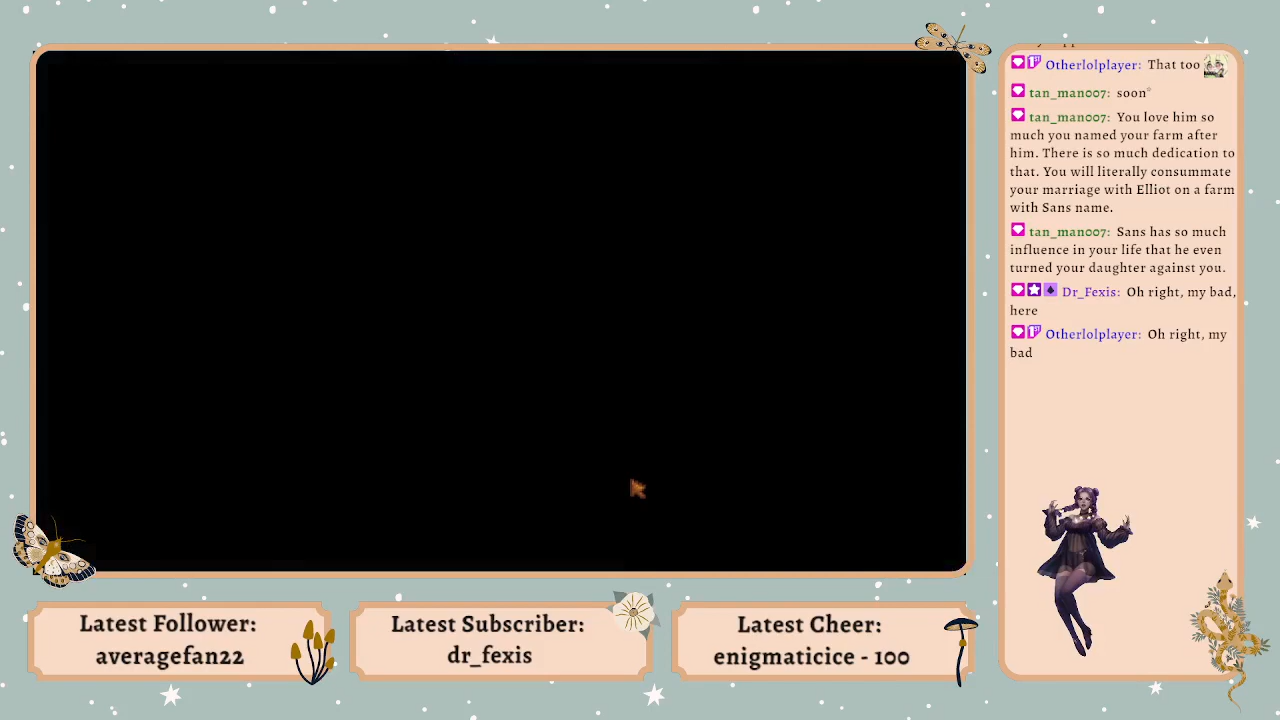 Otherlolplayer: That too
tan_man007: soon*
tan_man007: You love him so
much you named your farm after
him. There is so much dedication to
that. You will literally consummate
your marriage with Elliot on a farm
with Sans name.
tan_man007: Sans has so much
influence in your life that he even
turned your daughter against you.
Dr_Fexis: Oh right, my bad,
here
Otherlolplayer: Oh right, my
bad
Latest Follower:
averagefan22
Latest Subscriber:
dr_fexis
Latest Cheer:
enigmaticice - 100